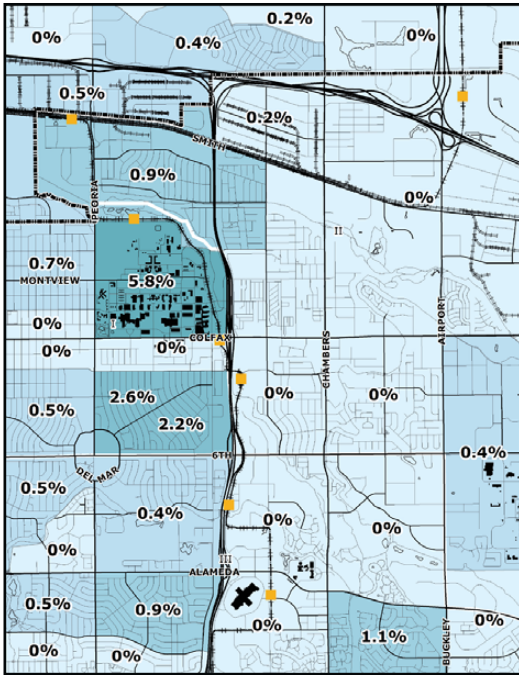 0.2%
0%
0.4%
0%
0.5%
0.2%
SMITH
0.9%
0%
PEORIA
II
0.7%
MONTVIEW
5.8%
I
0%
COLFAX
0%
0%
CHAMBERS
AIRPORT
2.6%
0%
0%
0.5%
2.2%
6TH
0.4%
DEL MAR
0.5%
0.4%
0%
0%
0%
III
ALAMEDA
0.5%
0.9%
0%
1.1%
BUCKLEY
0%
0%